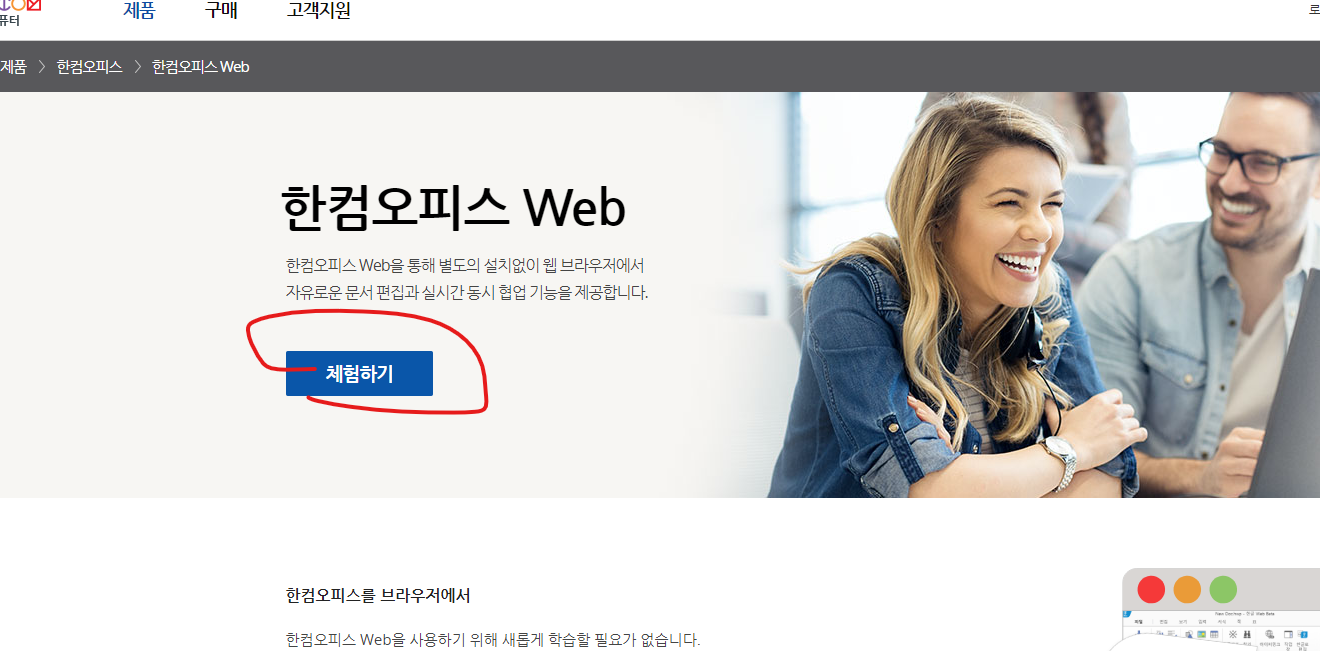 퓨터
제품 구매 고객지원
로
제품 > 한컴오피스 > 한컴오피스 Web
한컴오피스 Web
한컴오피스 Web을 통해 별도의 설치없이 웹 브라우저에서
자유로운 문서 편집과 실시간 동시 협업 기능을 제공합니다.
체험하기
한컴오피스를 브라우저에서
한컴오피스 Web을 사용하기 위해 새롭게 학습할 필요가 없습니다.